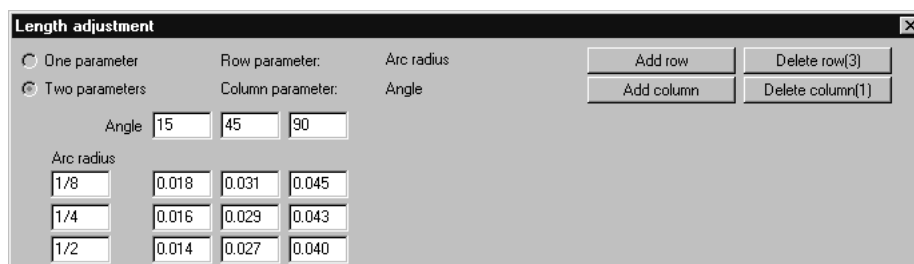 Length adjustment
One parameter Row parameter: Arc radius Add row Delete row(3)
Two parameters Column parameter: Angle Add column Delete column(1)
Angle 15 45 90
Arc radius
1/8 0.018 0.031 0.045
1/4 0.016 0.029 0.043
1/2 0.014 0.027 0.040